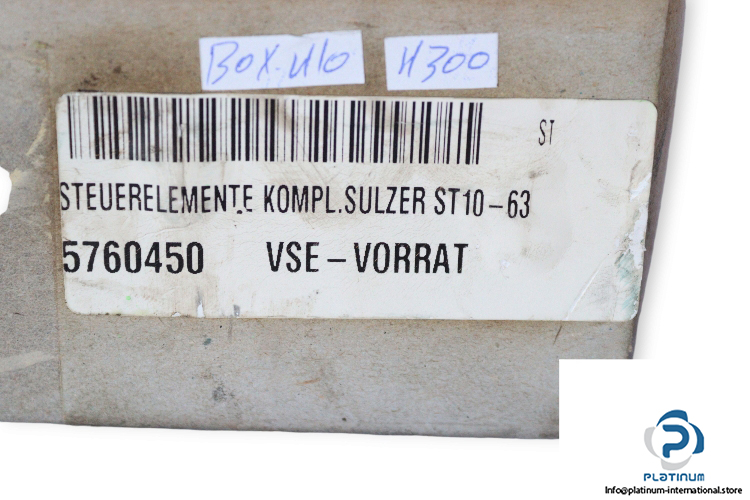 BOX.U10 H300
ST
STEUERELEMENTE KOMPL.SULZER ST10-63
5760450 VSE-VORRAT
PLATINUM
Info@platinum-international.store